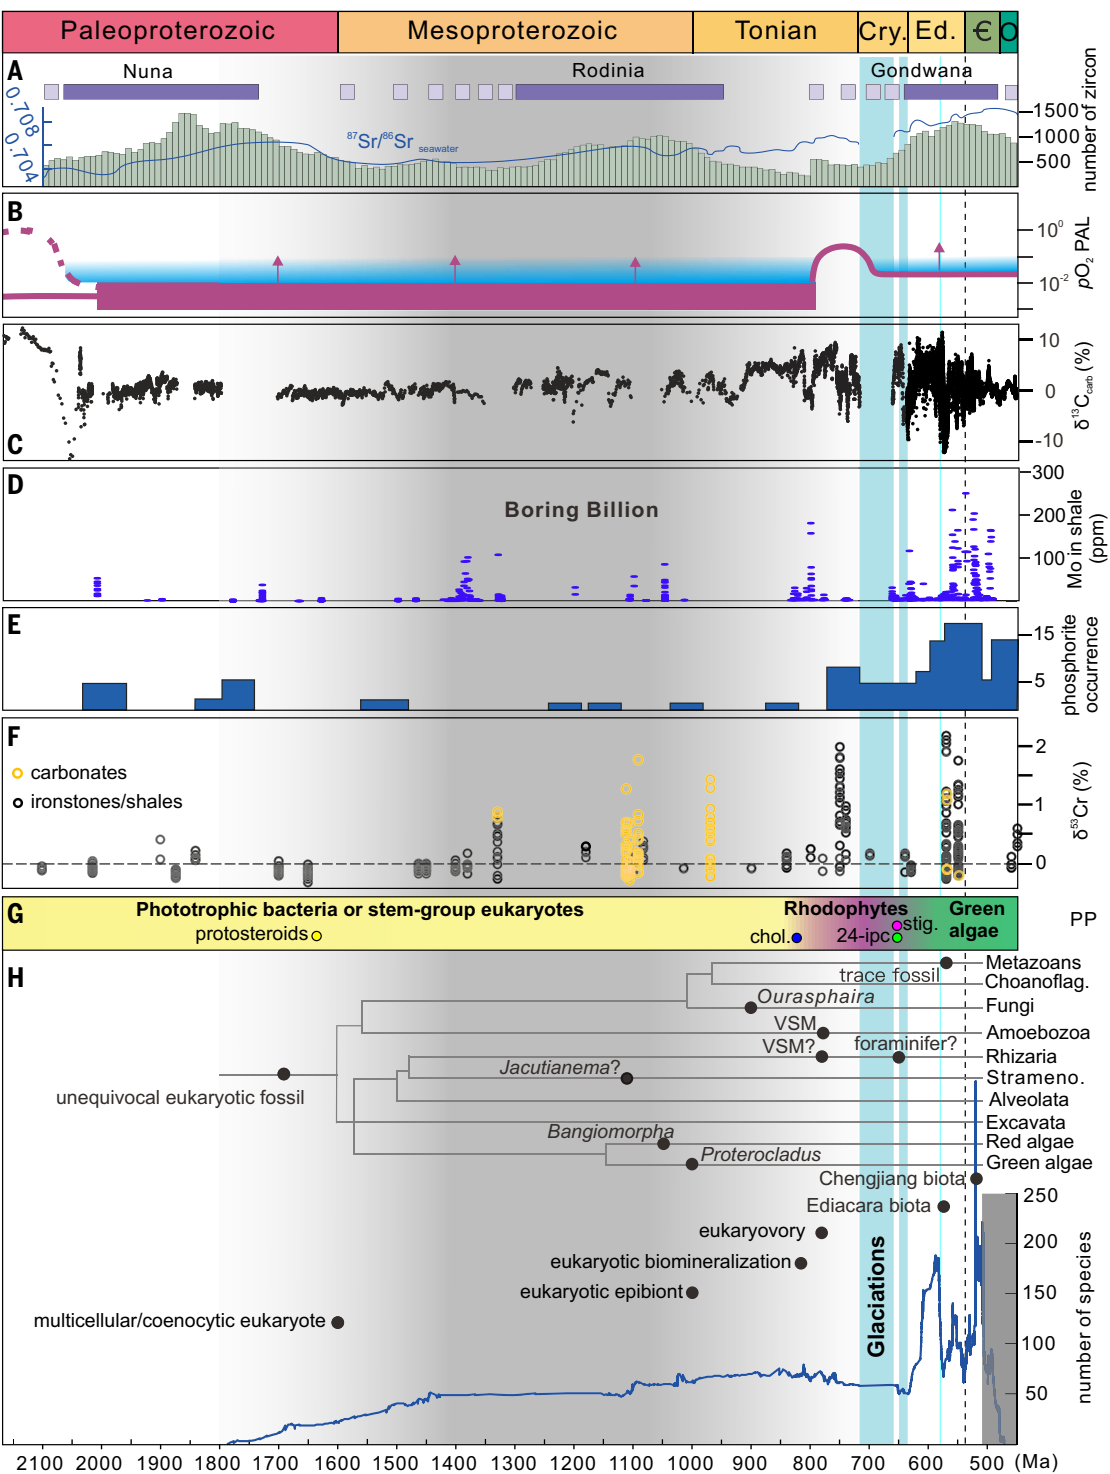 Paleoproterozoic Mesoproterozoic Tonian Cry. Ed. Є O
A
Nuna Rodinia Gondwana
0.708
0.704
87Sr/86Sr seawater
1500
1000
500
number of zircon
B
10^0
10^-2
pO2 PAL
C
10
0
-10
δ13Ccarb (%)
D
Boring Billion
300
200
100
Mo in shale
(ppm)
E
15
5
phosphorite
occurrence
F
carbonates
ironstones/shales
2
1
0
δ53Cr (%)
G
Phototrophic bacteria or stem-group eukaryotes
protosteroids
Rhodophytes
chol.
24-ipc
stig.
Green
algae
PP
H
trace fossil
Metazoans
Choanoflag.
Ourasphaira
Fungi
VSM
Amoebozoa
VSM?
foraminifer?
Rhizaria
Jacutianema?
Strameno.
unequivocal eukaryotic fossil
Alveolata
Excavata
Bangiomorpha
Red algae
Proterocladus
Green algae
Chengjiang biota
Ediacara biota
eukaryovory
eukaryotic biomineralization
eukaryotic epibiont
multicellular/coenocytic eukaryote
Glaciations
250
200
150
100
50
number of species
2100 2000 1900 1800 1700 1600 1500 1400 1300 1200 1100 1000 900 800 700 600 500 (Ma)